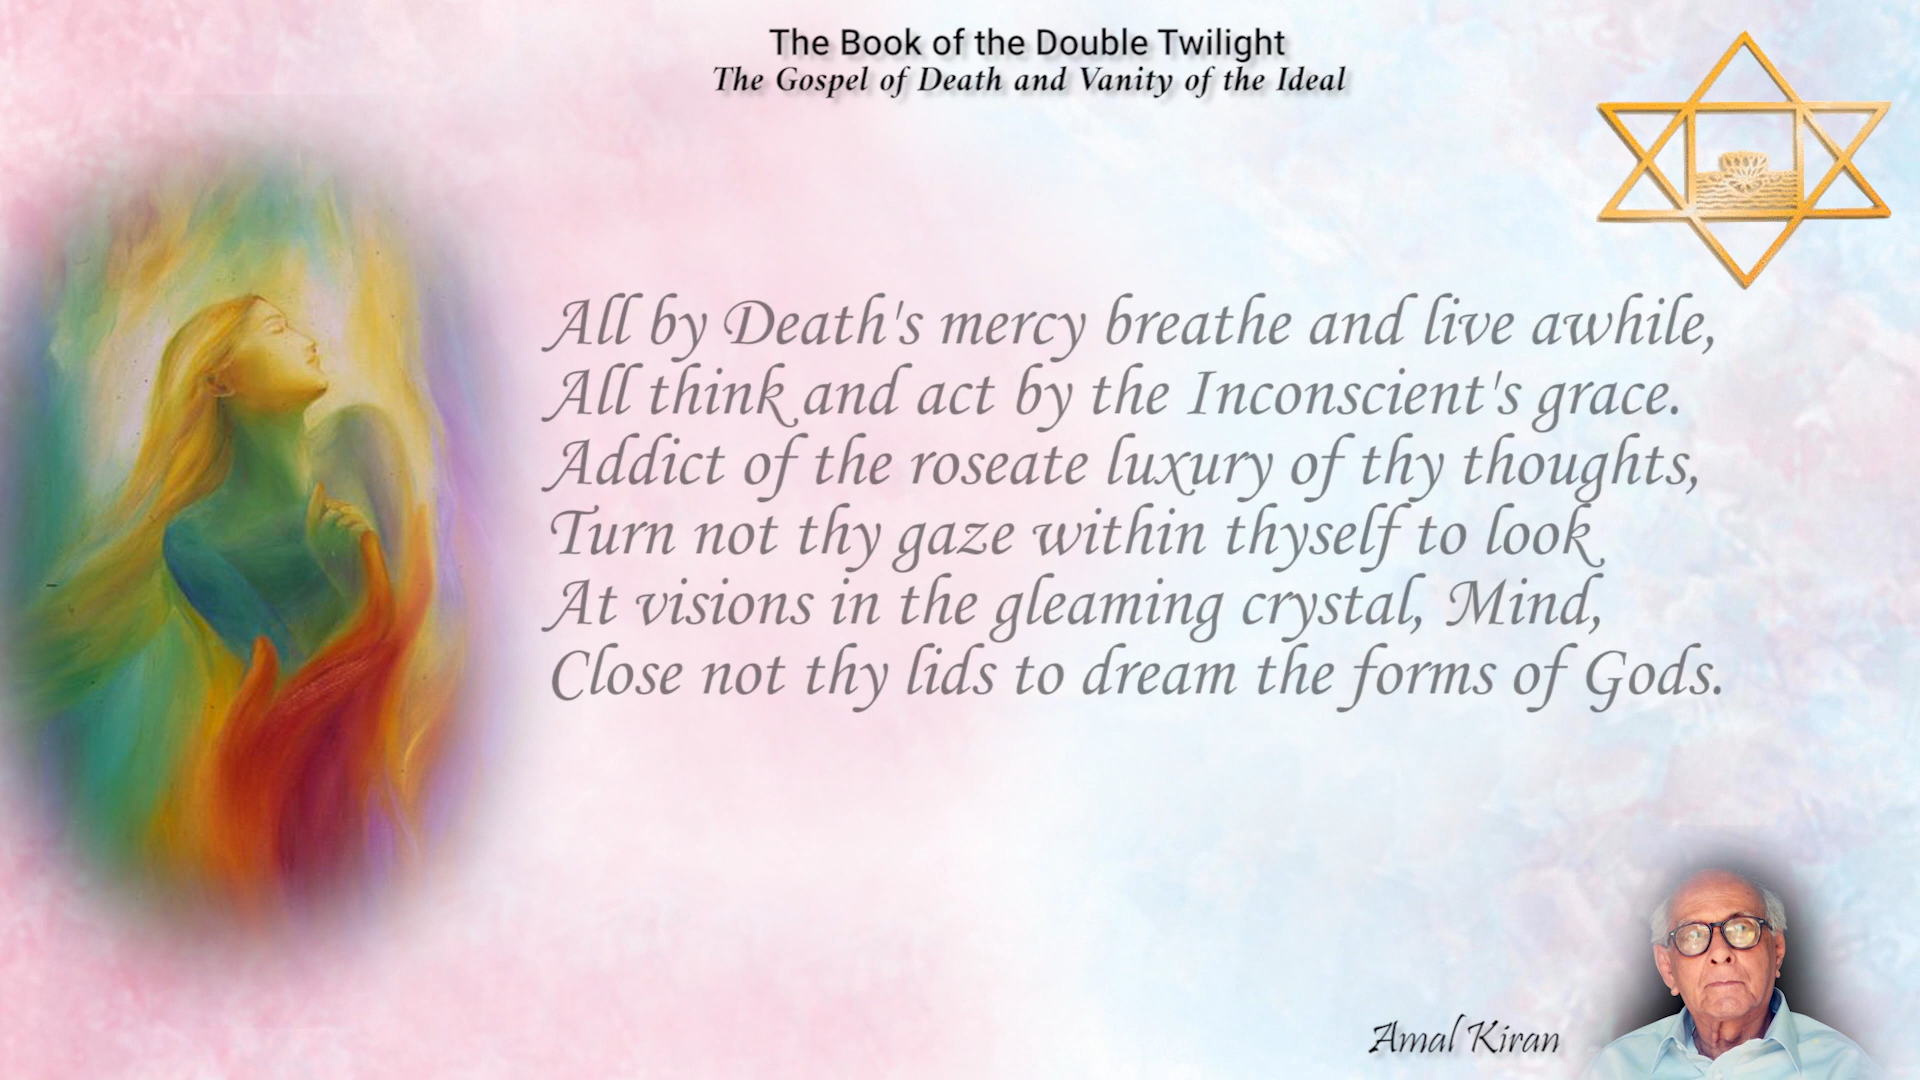 The Book of the Double Twilight
The Gospel of Death and Vanity of the Ideal
All by Death's mercy breathe and live awhile,
All think and act by the Inconscient's grace.
Addict of the roseate luxury of thy thoughts,
Turn not thy gaze within thyself to look
At visions in the gleaming crystal, Mind,
Close not thy lids to dream the forms of Gods.
Amal Kiran